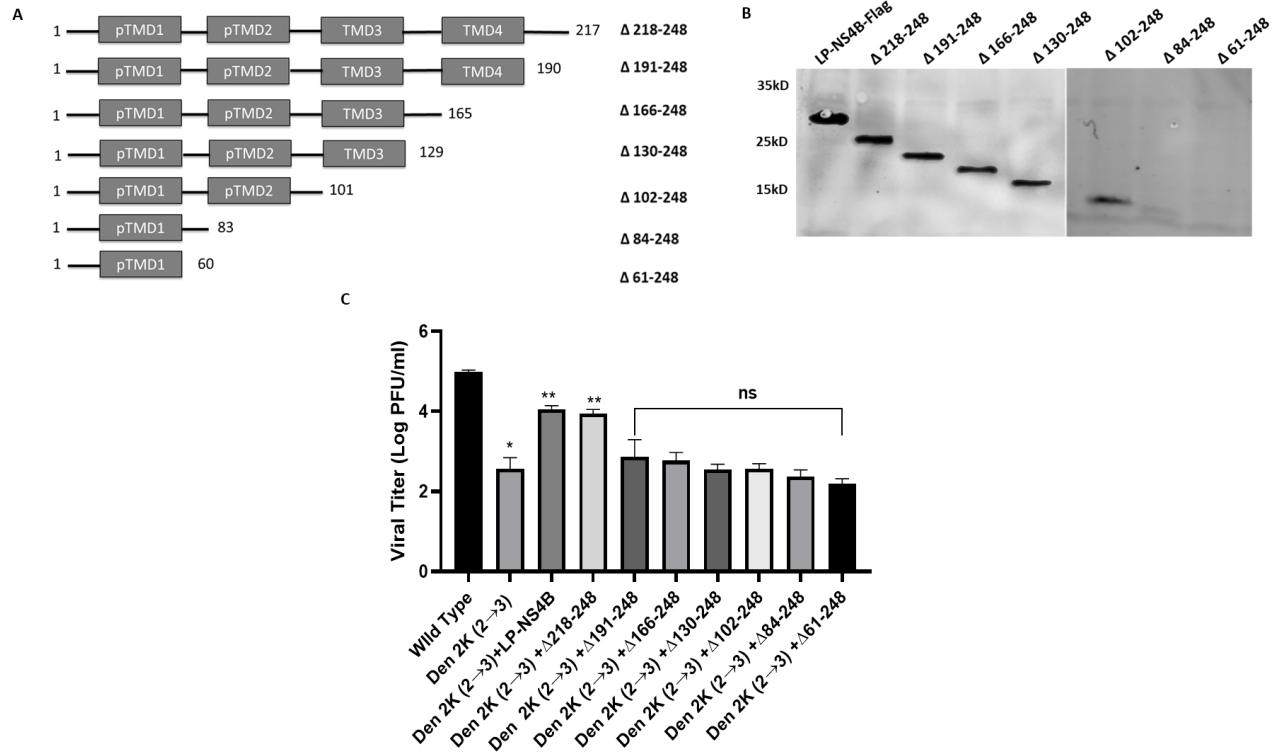 A
1 pTMD1 pTMD2 TMD3 TMD4 217 Δ 218-248
1 pTMD1 pTMD2 TMD3 TMD4 190 Δ 191-248
1 pTMD1 pTMD2 TMD3 165 Δ 166-248
1 pTMD1 pTMD2 TMD3 129 Δ 130-248
1 pTMD1 pTMD2 101 Δ 102-248
1 pTMD1 83 Δ 84-248
1 pTMD1 60 Δ 61-248
B
LP-NS4B-Flag
Δ 218-248
Δ 191-248
Δ 166-248
Δ 130-248
Δ 102-248
Δ 84-248
Δ 61-248
35kD
25kD
15kD
C
Viral Titer (Log PFU/ml)
6
4
2
0
*
**
**
ns
WIld Type
Den 2K (2→3)
Den 2K (2→3)+LP-NS4B
Den 2K (2→3) +Δ218-248
Den 2K (2→3) +Δ191-248
Den 2K (2→3) +Δ166-248
Den 2K (2→3) +Δ130-248
Den 2K (2→3) +Δ102-248
Den 2K (2→3) +Δ84-248
Den 2K (2→3) +Δ61-248